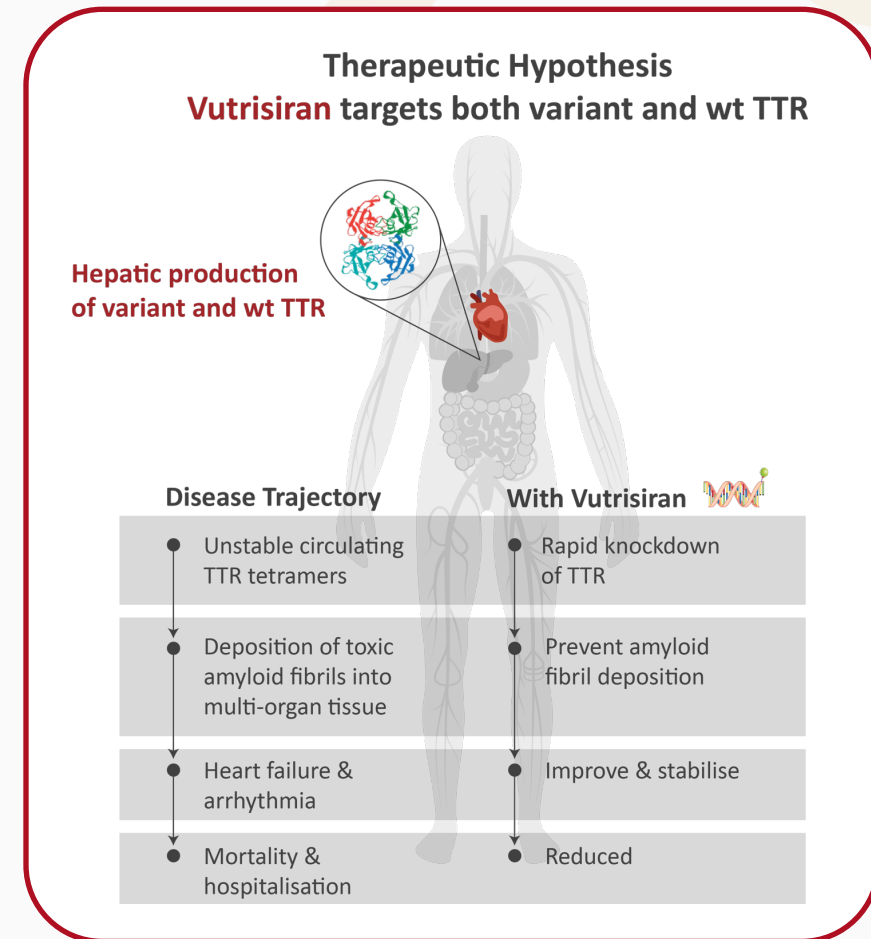 Therapeutic Hypothesis
Vutrisiran targets both variant and wt TTR
Hepatic production
of variant and wt TTR
Disease Trajectory
With Vutrisiran
Unstable circulating
TTR tetramers
Rapid knockdown
of TTR
Deposition of toxic
amyloid fibrils into
multi-organ tissue
Prevent amyloid
fibril deposition
Heart failure &
arrhythmia
Improve & stabilise
Mortality &
hospitalisation
Reduced